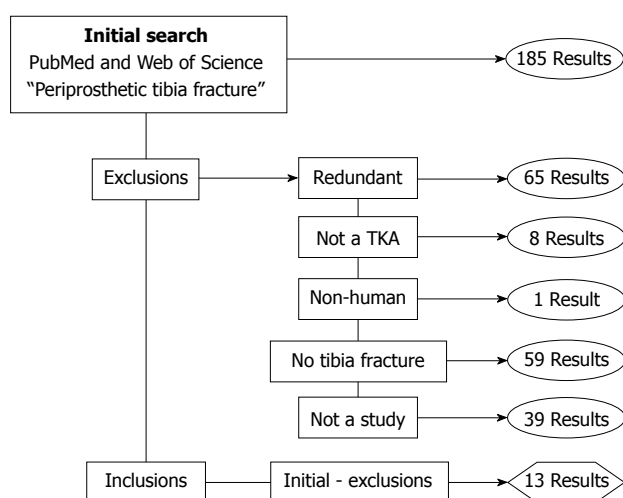 Initial search
PubMed and Web of Science
“Periprosthetic tibia fracture”
185 Results
Exclusions
Redundant
65 Results
Not a TKA
8 Results
Non-human
1 Result
No tibia fracture
59 Results
Not a study
39 Results
Inclusions
Initial - exclusions
13 Results